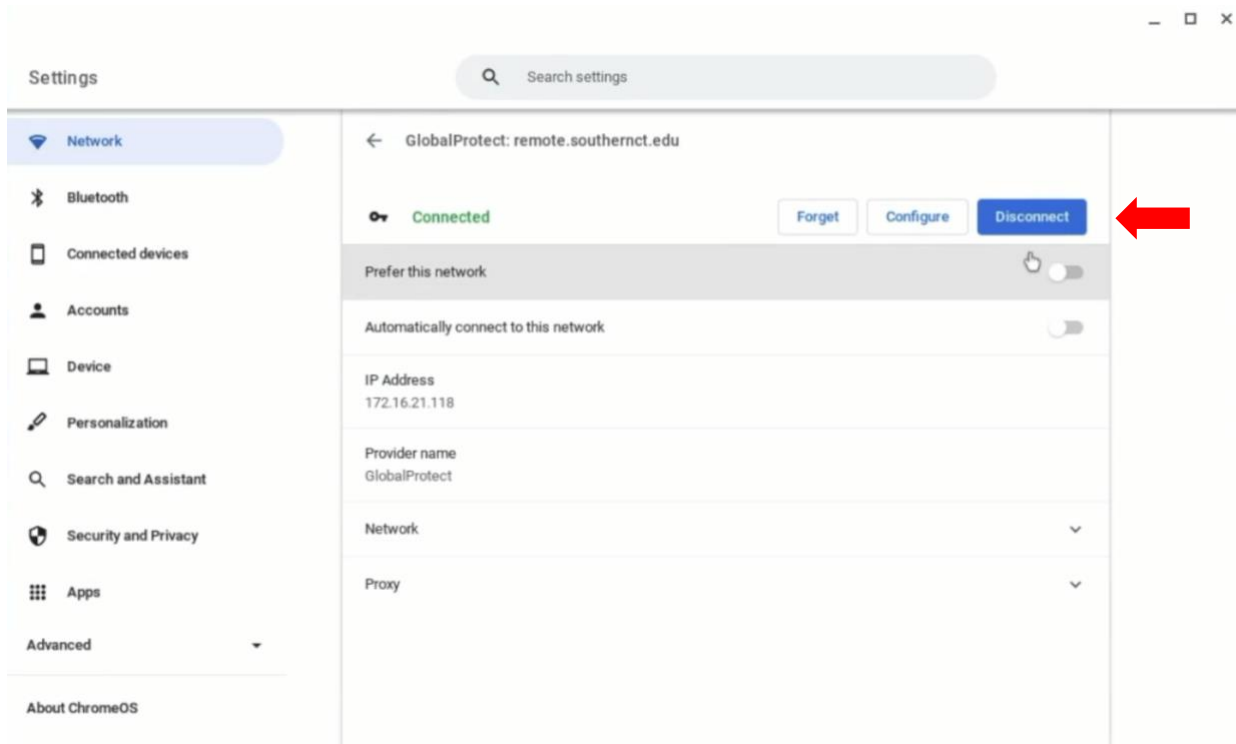 Settings
Search settings
Network
Bluetooth
Connected devices
Accounts
Device
Personalization
Search and Assistant
Security and Privacy
Apps
Advanced
About ChromeOS
GlobalProtect: remote.southernct.edu
Connected
Forget
Configure
Disconnect
Prefer this network
Automatically connect to this network
IP Address
172.16.21.118
Provider name
GlobalProtect
Network
Proxy